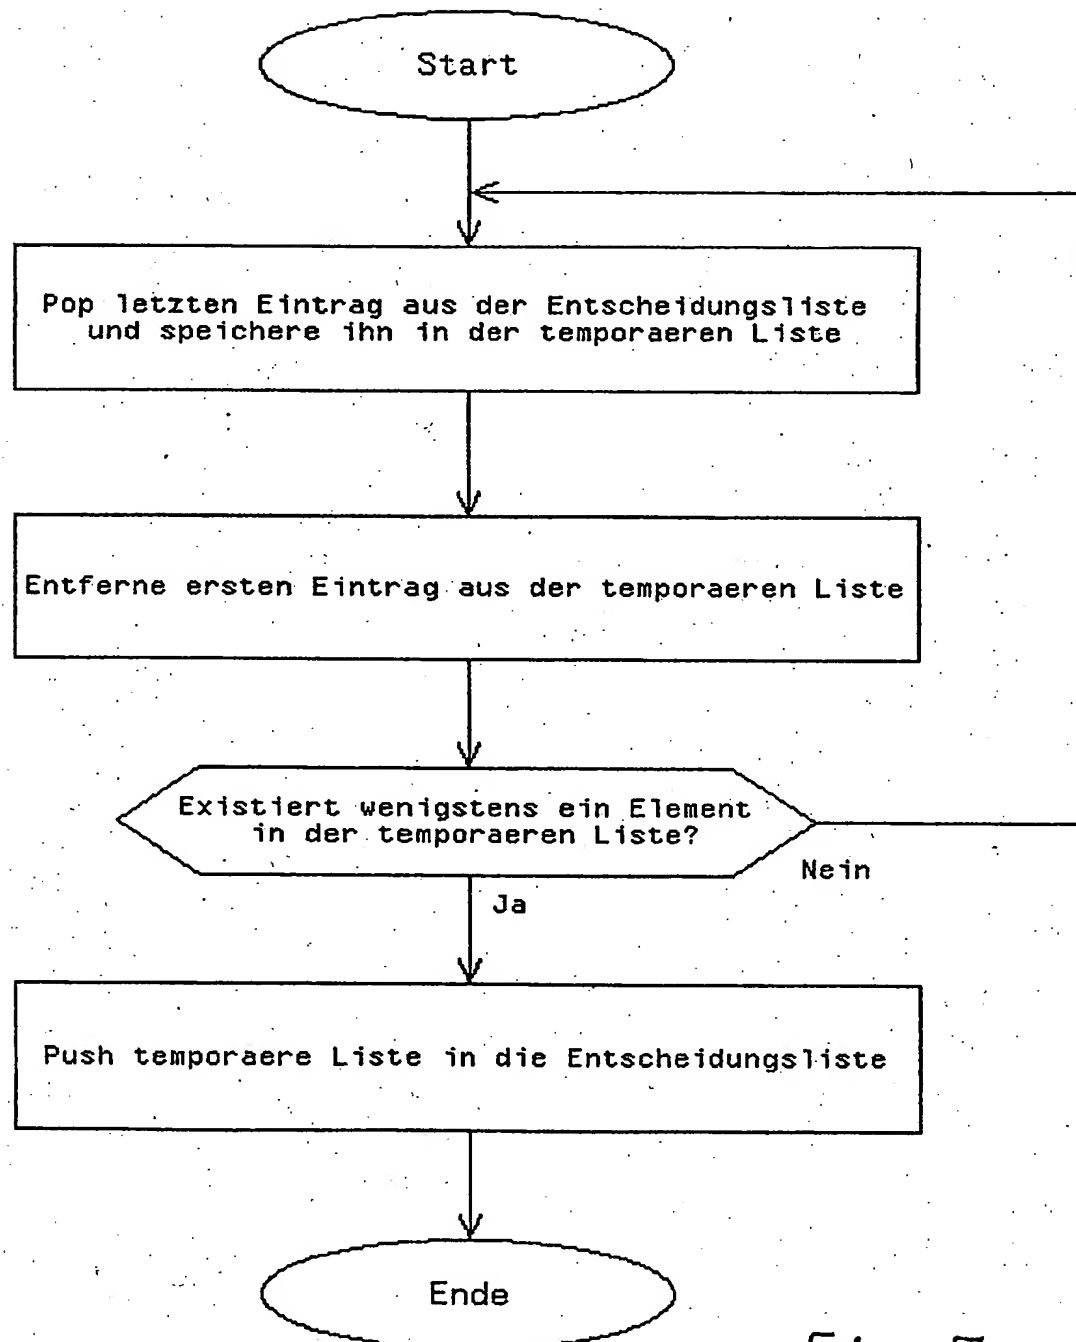 Start
Pop letzten Eintrag aus der Entscheidungsliste
und speichere ihn in der temporaeren Liste
Entferne ersten Eintrag aus der temporaeren Liste
Existiert wenigstens ein Element
in der temporaeren Liste?
Nein
Ja
Push temporaere Liste in die Entscheidungsliste
Ende